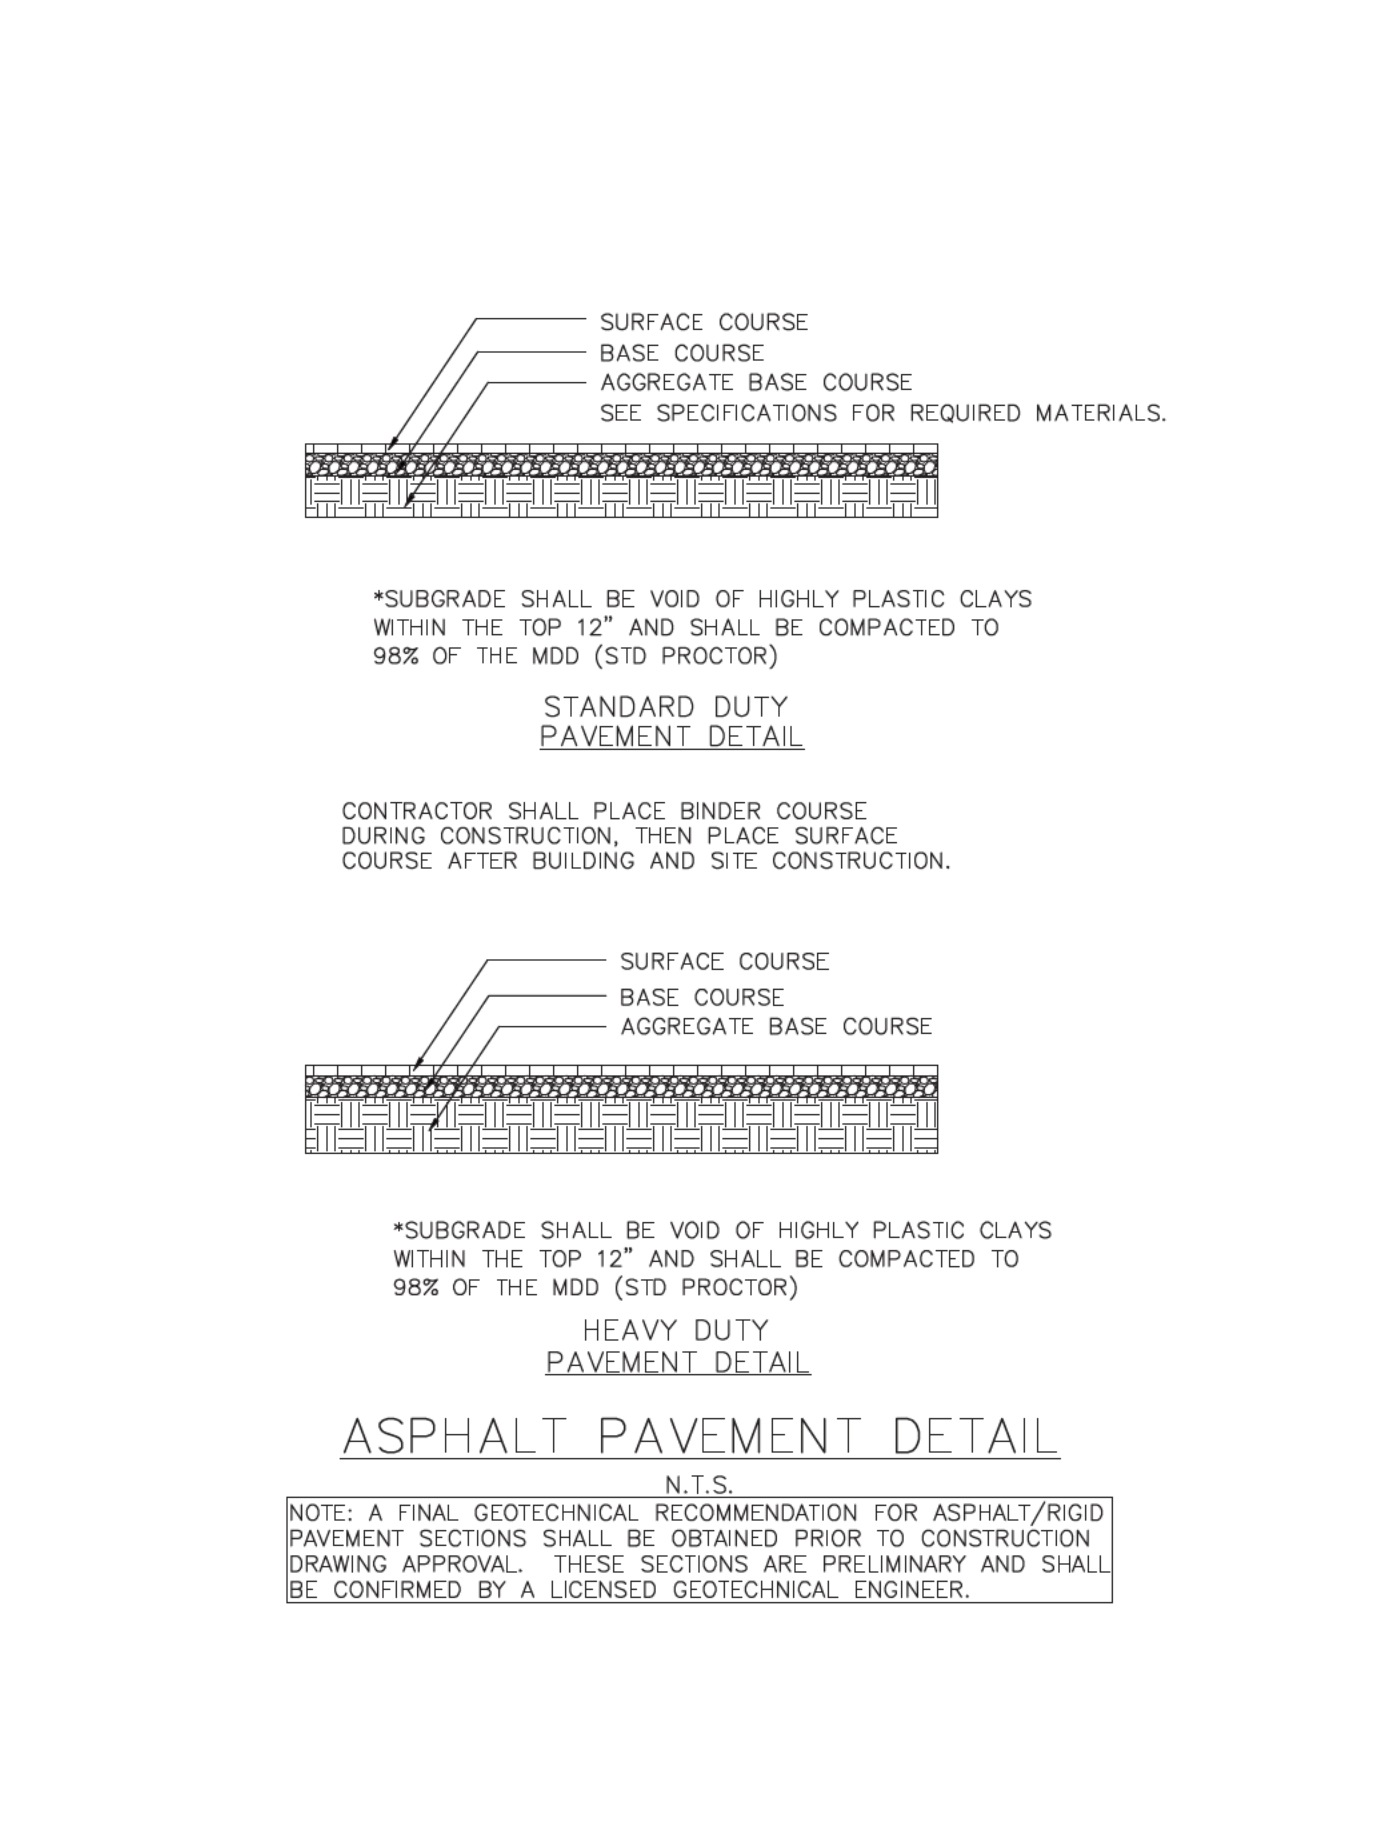 SURFACE COURSE
BASE COURSE
AGGREGATE BASE COURSE
SEE SPECIFICATIONS FOR REQUIRED MATERIALS.
*SUBGRADE SHALL BE VOID OF HIGHLY PLASTIC CLAYS
WITHIN THE TOP 12” AND SHALL BE COMPACTED TO
98% OF THE MDD (STD PROCTOR)
STANDARD DUTY
PAVEMENT DETAIL
CONTRACTOR SHALL PLACE BINDER COURSE
DURING CONSTRUCTION, THEN PLACE SURFACE
COURSE AFTER BUILDING AND SITE CONSTRUCTION.
SURFACE COURSE
BASE COURSE
AGGREGATE BASE COURSE
*SUBGRADE SHALL BE VOID OF HIGHLY PLASTIC CLAYS
WITHIN THE TOP 12” AND SHALL BE COMPACTED TO
98% OF THE MDD (STD PROCTOR)
HEAVY DUTY
PAVEMENT DETAIL
ASPHALT PAVEMENT DETAIL
N.T.S.
NOTE: A FINAL GEOTECHNICAL RECOMMENDATION FOR ASPHALT/RIGID
PAVEMENT SECTIONS SHALL BE OBTAINED PRIOR TO CONSTRUCTION
DRAWING APPROVAL. THESE SECTIONS ARE PRELIMINARY AND SHALL
BE CONFIRMED BY A LICENSED GEOTECHNICAL ENGINEER.